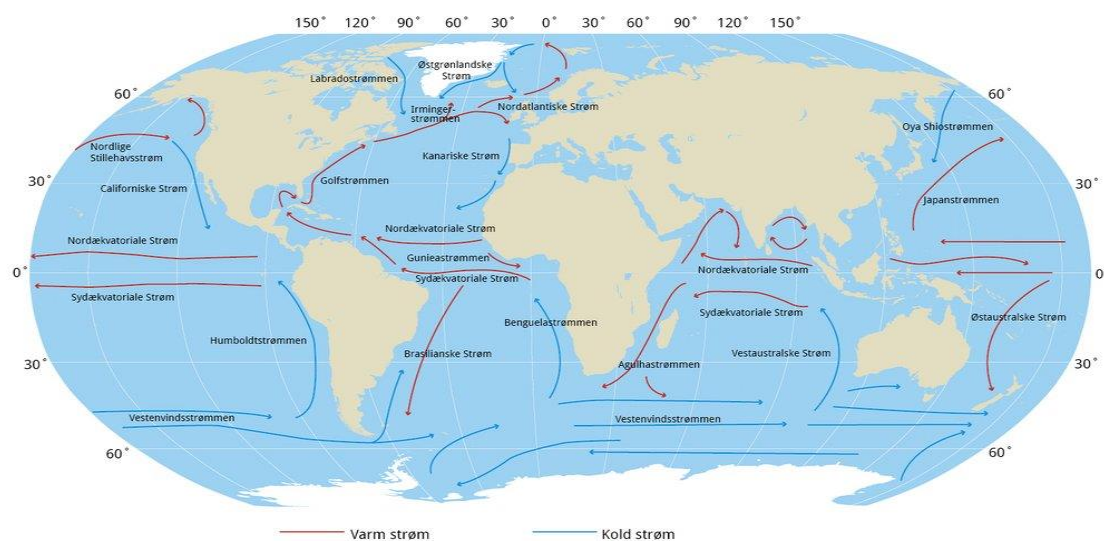 150° 120° 90° 60° 30° 0° 30° 60° 90° 120° 150°
Østgrønlandske
Strøm
Labradostrømmen
60°
60°
Irminger-
strømmen
Nordatlantiske Strøm
Oya Shiostrømmen
Nordlige
Stillehavsstrøm
Kanariske Strøm
30°
Californiske Strøm
Golfstrømmen
30°
Japanstrømmen
Nordækvatoriale Strøm
Nordækvatoriale Strøm
Gunieastrømmen
0°
Sydækvatoriale Strøm
Nordækvatoriale Strøm
0
Sydækvatoriale Strøm
Sydækvatoriale Strøm
Østaustralske Strøm
Benguelastrømmen
Humboldtstrømmen
Brasilianske Strøm
Vestaustralske Strøm
30°
Agulhastrømmen
30°
Vestenvindsstrømmen
Vestenvindsstrømmen
60°
60°
Varm strøm
Kold strøm